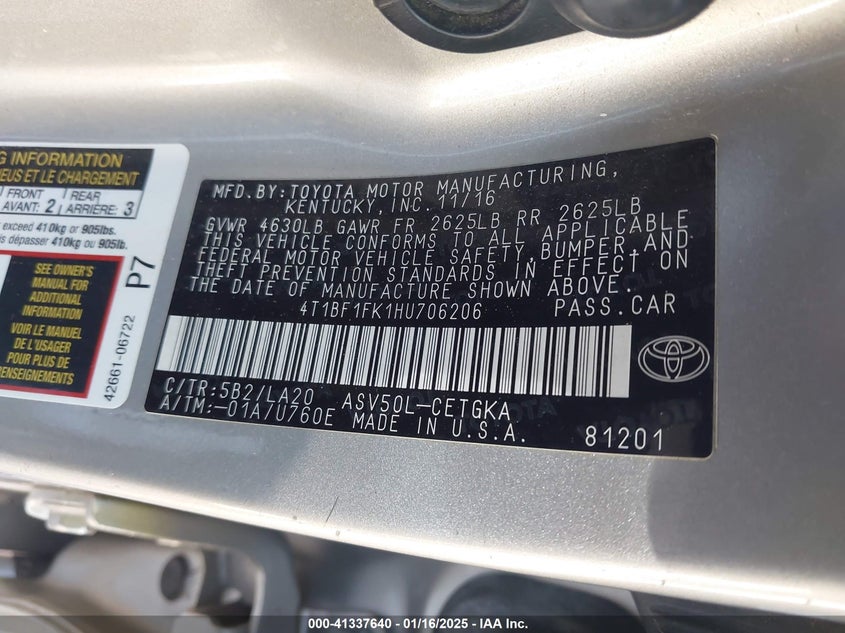 G INFORMATION
EUS ET LE CHARGEMENT
FRONT
AVANT: 2
REAR
ARRIÈRE: 3
exceed 410kg or 905lbs.
s dépasser 410kg ou 905lb.
SEE OWNER'S
MANUAL FOR
ADDITIONAL
INFORMATION
VOIR LE MANUEL
DE L'USAGER
POUR PLUS DE
RENSEIGNEMENTS
P7
42661-06722
MFD.BY:TOYOTA MOTOR MANUFACTURING,
KENTUCKY,INC 11/16
GVWR 4630LB GAWR FR 2625LB RR 2625LB
THIS VEHICLE CONFORMS TO ALL APPLICABLE
FEDERAL MOTOR VEHICLE SAFETY,BUMPER,AND
THEFT PREVENTION STANDARDS IN EFFECT ON
THE DATE OF MANUFACTURE SHOWN ABOVE.
4T1BF1FK1HU706206 PASS.CAR
C/TR:5B2/LA20 ASV50L-CETGKA
A/TM:-01A/U760E MADE IN U.S.A. 81201
TOYOTA
000-41337640 - 01/16/2025 - IAA Inc.